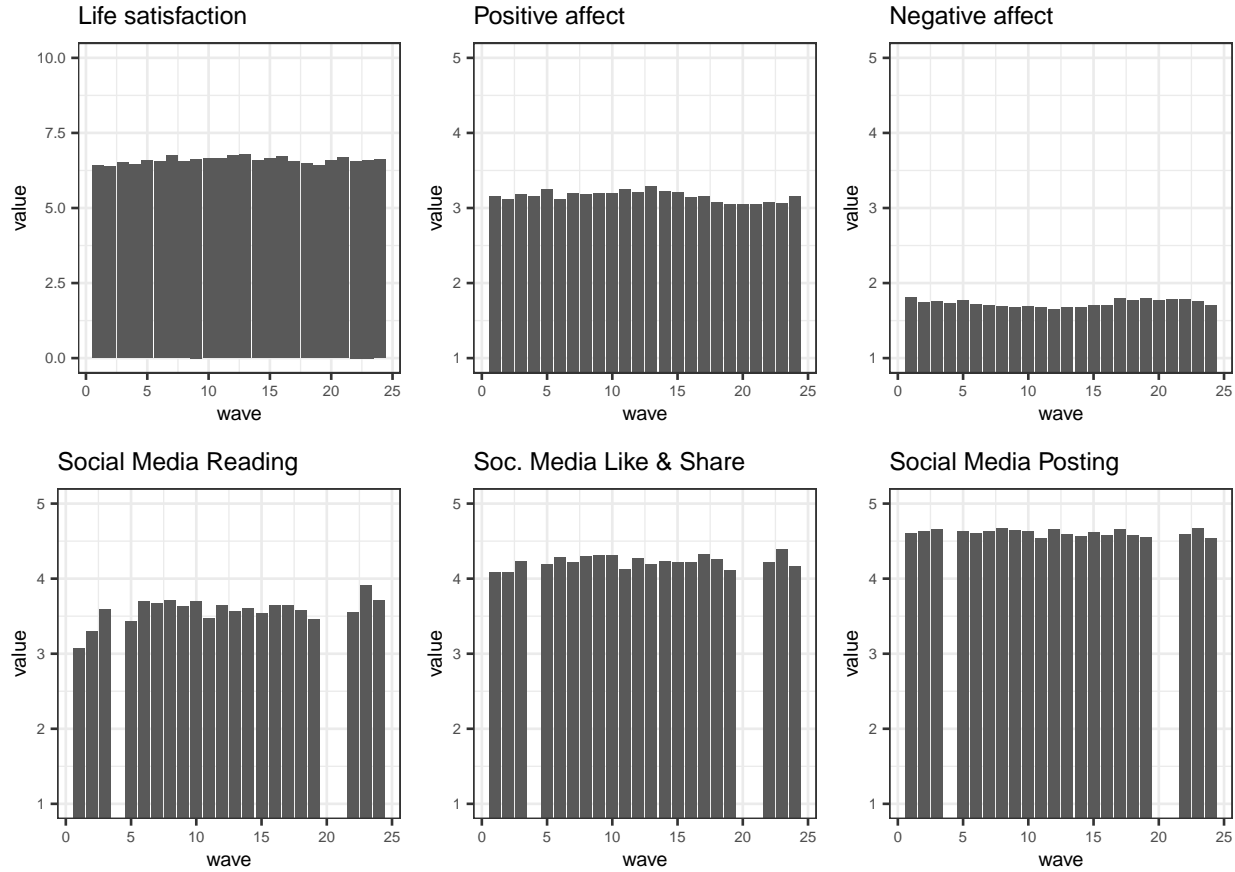 Life satisfaction
10.0
7.5
5.0
2.5
0.0
value
0 5 10 15 20 25
wave
Positive affect
5
4
3
2
1
value
0 5 10 15 20 25
wave
Negative affect
5
4
3
2
1
value
0 5 10 15 20 25
wave
Social Media Reading
5
4
3
2
1
value
0 5 10 15 20 25
wave
Soc. Media Like & Share
5
4
3
2
1
value
0 5 10 15 20 25
wave
Social Media Posting
5
4
3
2
1
value
0 5 10 15 20 25
wave